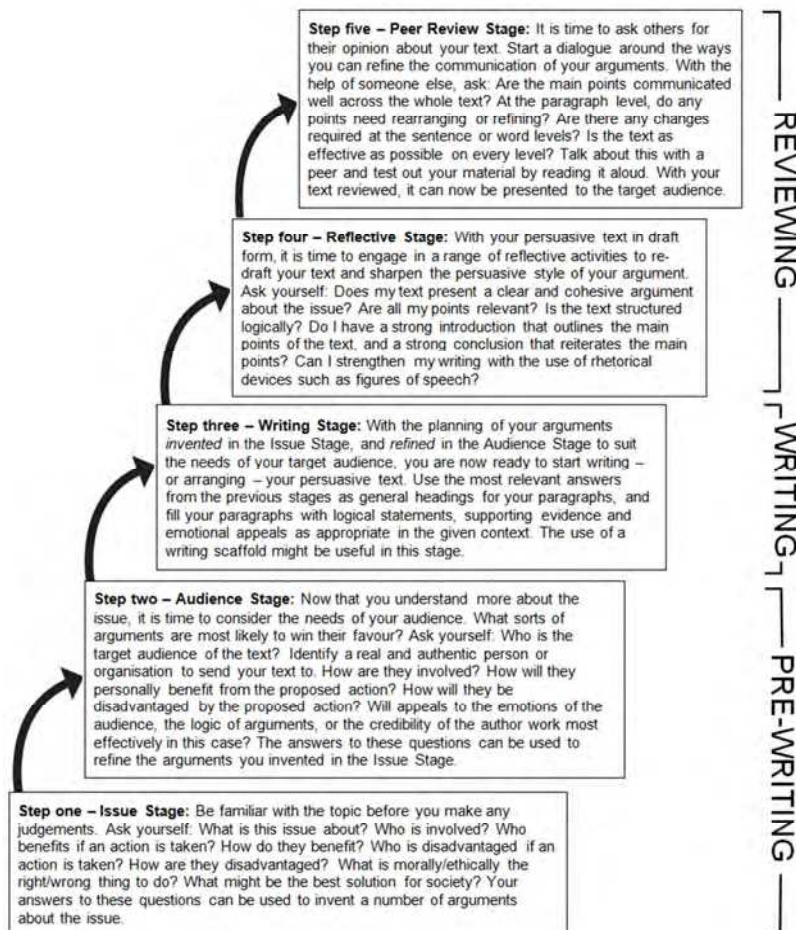 Step five – Peer Review Stage: It is time to ask others for
their opinion about your text. Start a dialogue around the ways
you can refine the communication of your arguments. With the
help of someone else, ask: Are the main points communicated
well across the whole text? At the paragraph level, do any
points need rearranging or refining? Are there any changes
required at the sentence or word levels? Is the text as
effective as possible on every level? Talk about this with a
peer and test out your material by reading it aloud. With your
text reviewed, it can now be presented to the target audience.
Step four – Reflective Stage: With your persuasive text in draft
form, it is time to engage in a range of reflective activities to re-
draft your text and sharpen the persuasive style of your argument.
Ask yourself: Does my text present a clear and cohesive argument
about the issue? Are all my points relevant? Is the text structured
logically? Do I have a strong introduction that outlines the main
points of the text, and a strong conclusion that reiterates the main
points? Can I strengthen my writing with the use of rhetorical
devices such as figures of speech?
REVIEWING
Step three – Writing Stage: With the planning of your arguments
invented in the Issue Stage, and refined in the Audience Stage to suit
the needs of your target audience, you are now ready to start writing –
or arranging – your persuasive text. Use the most relevant answers
from the previous stages as general headings for your paragraphs, and
fill your paragraphs with logical statements, supporting evidence and
emotional appeals as appropriate in the given context. The use of a
writing scaffold might be useful in this stage.
WRITING
Step two – Audience Stage: Now that you understand more about the
issue, it is time to consider the needs of your audience. What sorts of
arguments are most likely to win their favour? Ask yourself: Who is the
target audience of the text? Identify a real and authentic person or
organisation to send your text to. How are they involved? How will they
personally benefit from the proposed action? How will they be
disadvantaged by the proposed action? Will appeals to the emotions of the
audience, the logic of arguments, or the credibility of the author work most
effectively in this case? The answers to these questions can be used to
refine the arguments you invented in the Issue Stage.
Step one – Issue Stage: Be familiar with the topic before you make any
judgements. Ask yourself: What is this issue about? Who is involved? Who
benefits if an action is taken? How do they benefit? Who is disadvantaged if an
action is taken? How are they disadvantaged? What is morally/ethically the
right/wrong thing to do? What might be the best solution for society? Your
answers to these questions can be used to invent a number of arguments
about the issue.
PRE-WRITING